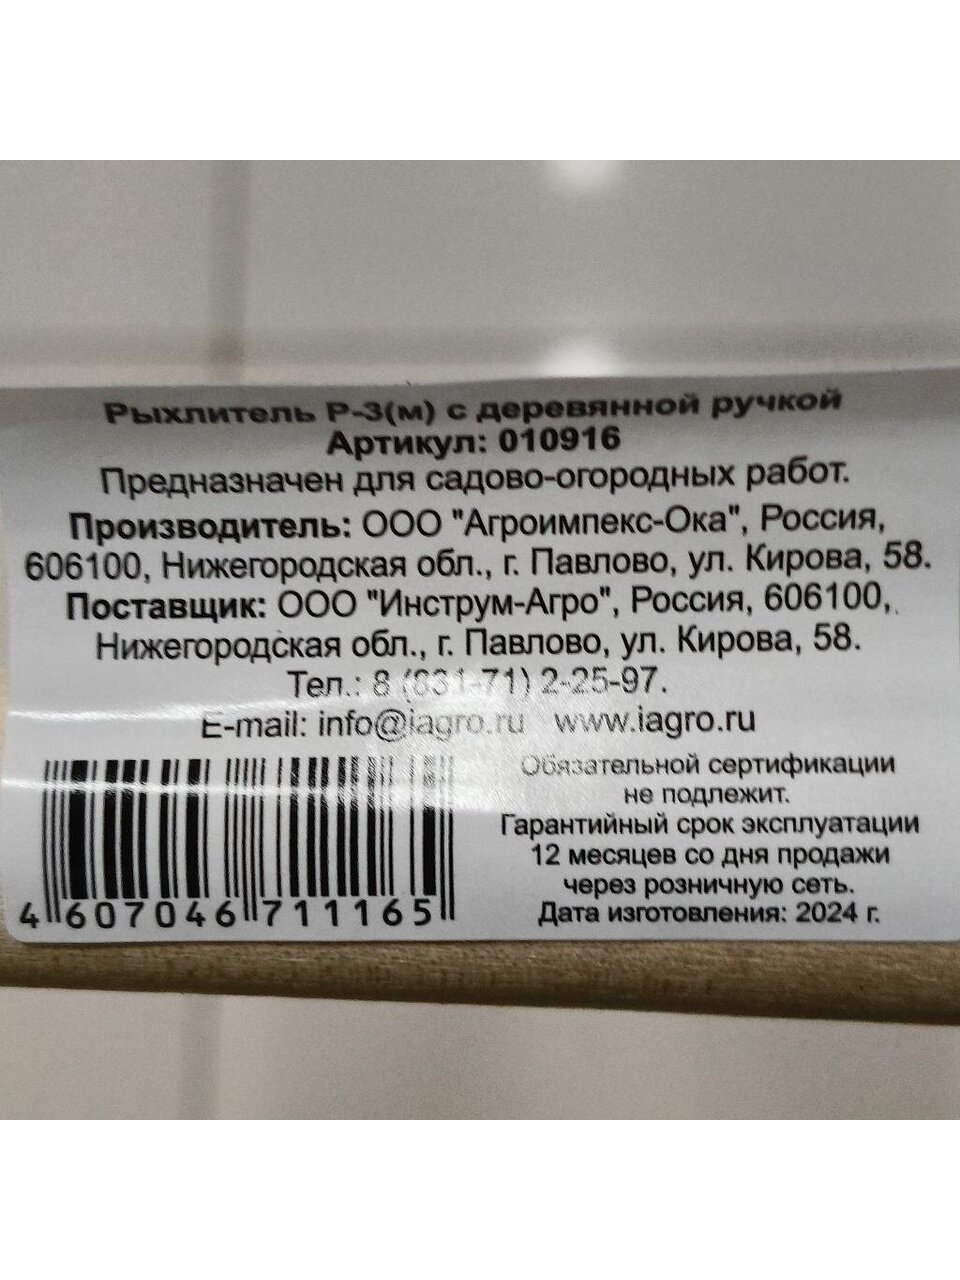 Рыхлитель Р-3(м) с деревянной ручкой
Артикул: 010916
Предназначен для садово-огородных работ.
Производитель: ООО "Агроимпекс-Ока", Россия,
606100, Нижегородская обл., г. Павлово, ул. Кирова, 58.
Поставщик: ООО "Инструм-Агро", Россия, 606100,
Нижегородская обл., г. Павлово, ул. Кирова, 58.
Тел.: 8 (831-71) 2-25-97.
E-mail: info@iagro.ru www.iagro.ru
Обязательной сертификации
не подлежит.
Гарантийный срок эксплуатации
12 месяцев со дня продажи
через розничную сеть.
Дата изготовления: 2024 г.
4 607046 711165